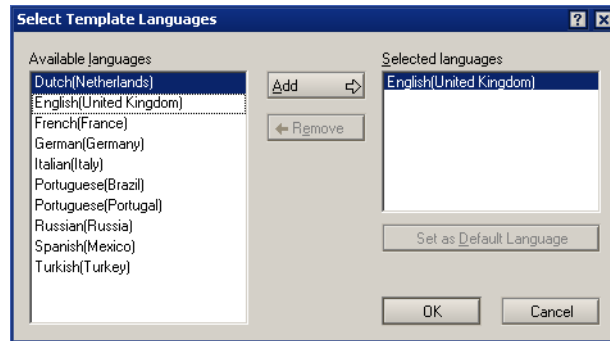 Select Template Languages
Available languages
Dutch(Netherlands)
English(United Kingdom)
French(France)
German(Germany)
Italian(Italy)
Portuguese(Brazil)
Portuguese(Portugal)
Russian(Russia)
Spanish(Mexico)
Turkish(Turkey)
Add
Remove
Selected languages
English(United Kingdom)
Set as Default Language
OK
Cancel